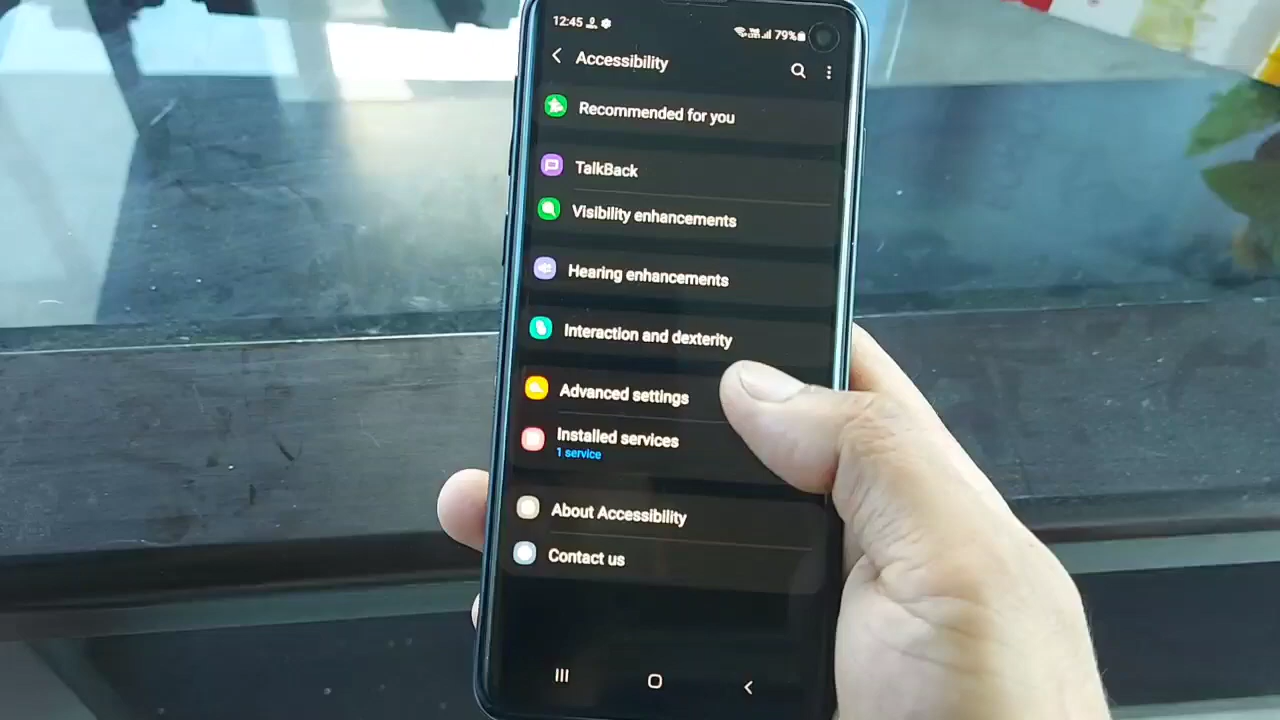 12:45
79%
Accessibility
Recommended for you
TalkBack
Visibility enhancements
Hearing enhancements
Interaction and dexterity
Advanced settings
Installed services
1 service
About Accessibility
Contact us